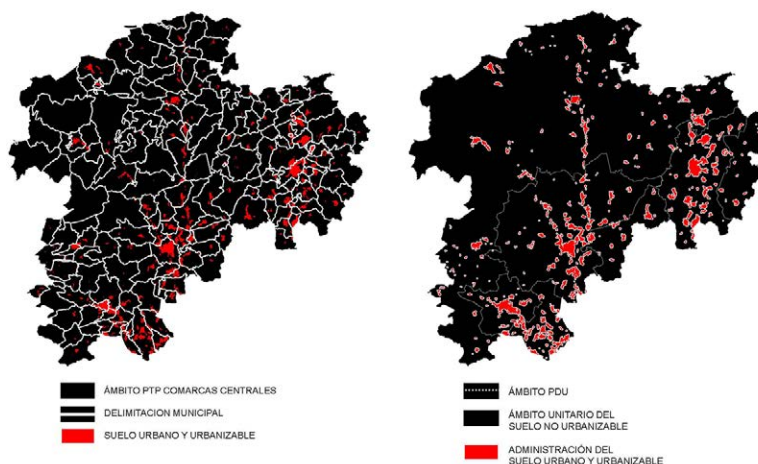 ÁMBITO PTP COMARCAS CENTRALES
DELIMITACION MUNICIPAL
SUELO URBANO Y URBANIZABLE
ÁMBITO PDU
ÁMBITO UNITARIO DEL
SUELO NO URBANIZABLE
ADMINISTRACIÓN DEL
SUELO URBANO Y URBANIZABLE